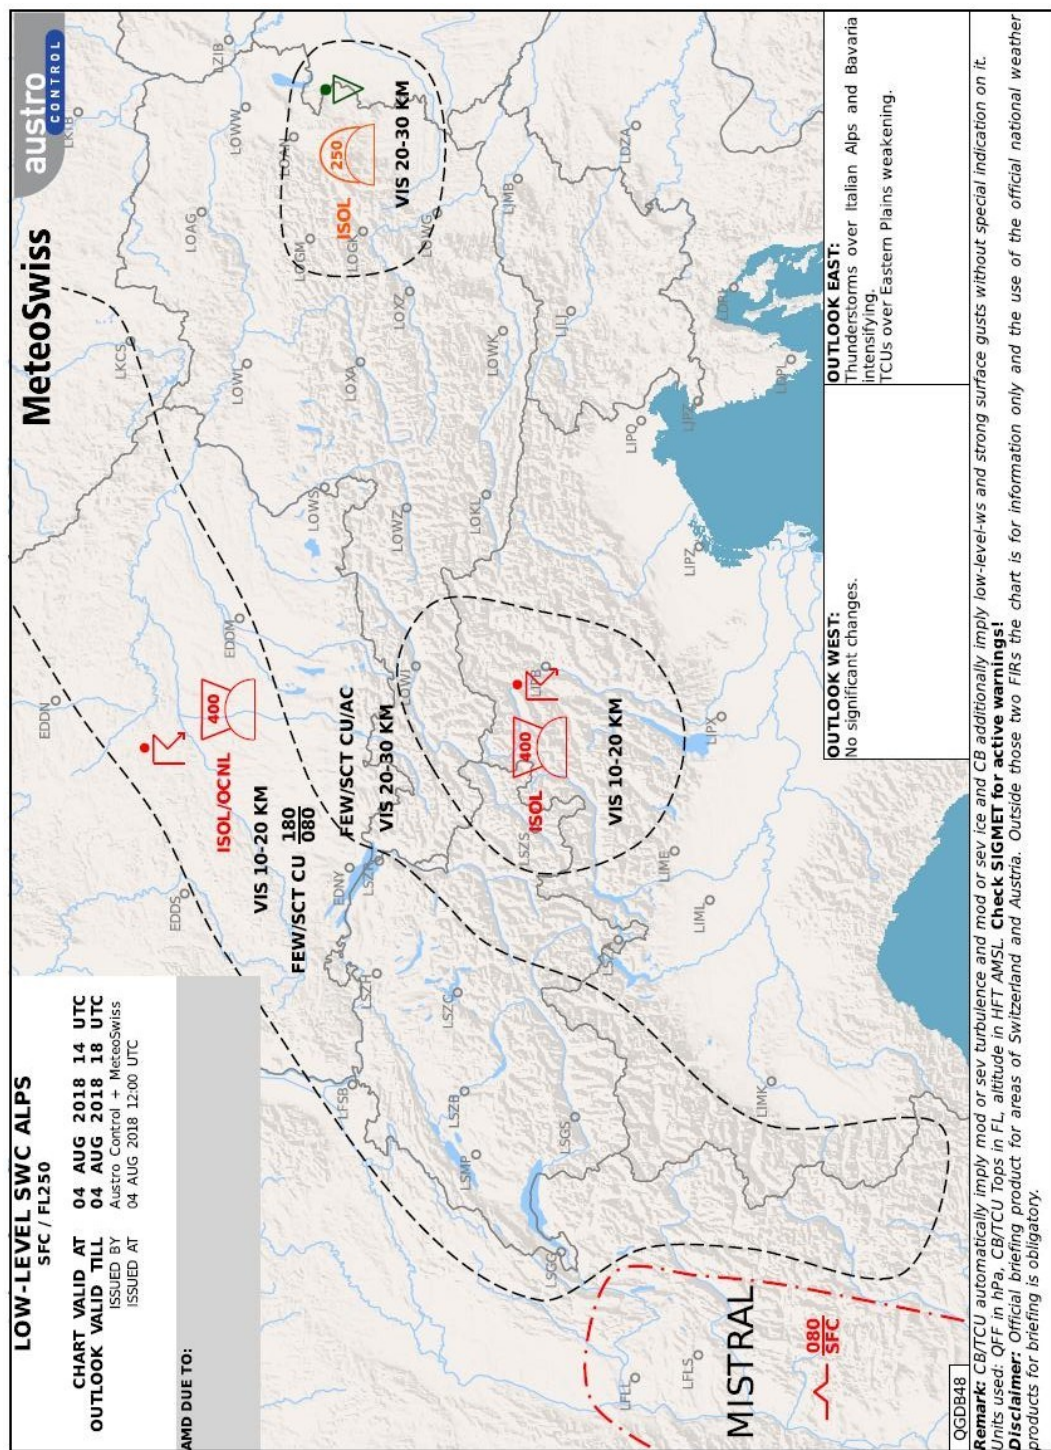 LOW-LEVEL SWC ALPS
SFC / FL250
CHART VALID AT 04 AUG 2018 14 UTC
OUTLOOK VALID TILL 04 AUG 2018 18 UTC
ISSUED BY Austro Control + MeteoSwiss
ISSUED AT 04 AUG 2018 12:00 UTC
AMD DUE TO:
MeteoSwiss
austro
CONTROL
LKTB
LZIB
EDDN
LKCS
LOAG
LOWW
EDDS
EDDM
LOWL
LOAN
400
ISOL/OCNL
VIS 10-20 KM
FEW/SCT CU 180
080
LOWS
LOGM
250
ISOL
VIS 20-30 KM
LFSB
LSZH
EDNY
LSZR
FEW/SCT CU/AC
VIS 20-30 KM
LOWI
LOWZ
LOXA
LOXZ
LOGK
LOWG
LSZB
LSMP
LSZC
LOKL
LOWK
LJMB
LSGG
LSGS
LSZS
400
ISOL
LIPB
VIS 10-20 KM
LJLJ
LDZA
LSZL
LIME
LIML
LIPX
LIPZ
LIPQ
LJPZ
LDRI
LDPL
LIMK
LFLL
LFLS
MISTRAL
080
SFC
QGDB48
OUTLOOK WEST:
No significant changes.
OUTLOOK EAST:
Thunderstorms over Italian Alps and Bavaria
intensifying.
TCUs over Eastern Plains weakening.
Remark: CB/TCU automatically imply mod or sev turbulence and mod or sev ice and CB additionally imply low-level-ws and strong surface gusts without special indication on it.
Units used: QFF in hPa, CB/TCU Tops in FL, altitude in HFT AMSL. Check SIGMET for active warnings!
Disclaimer: Official briefing product for areas of Switzerland and Austria. Outside those two FIRs the chart is for information only and the use of the official national weather
products for briefing is obligatory.